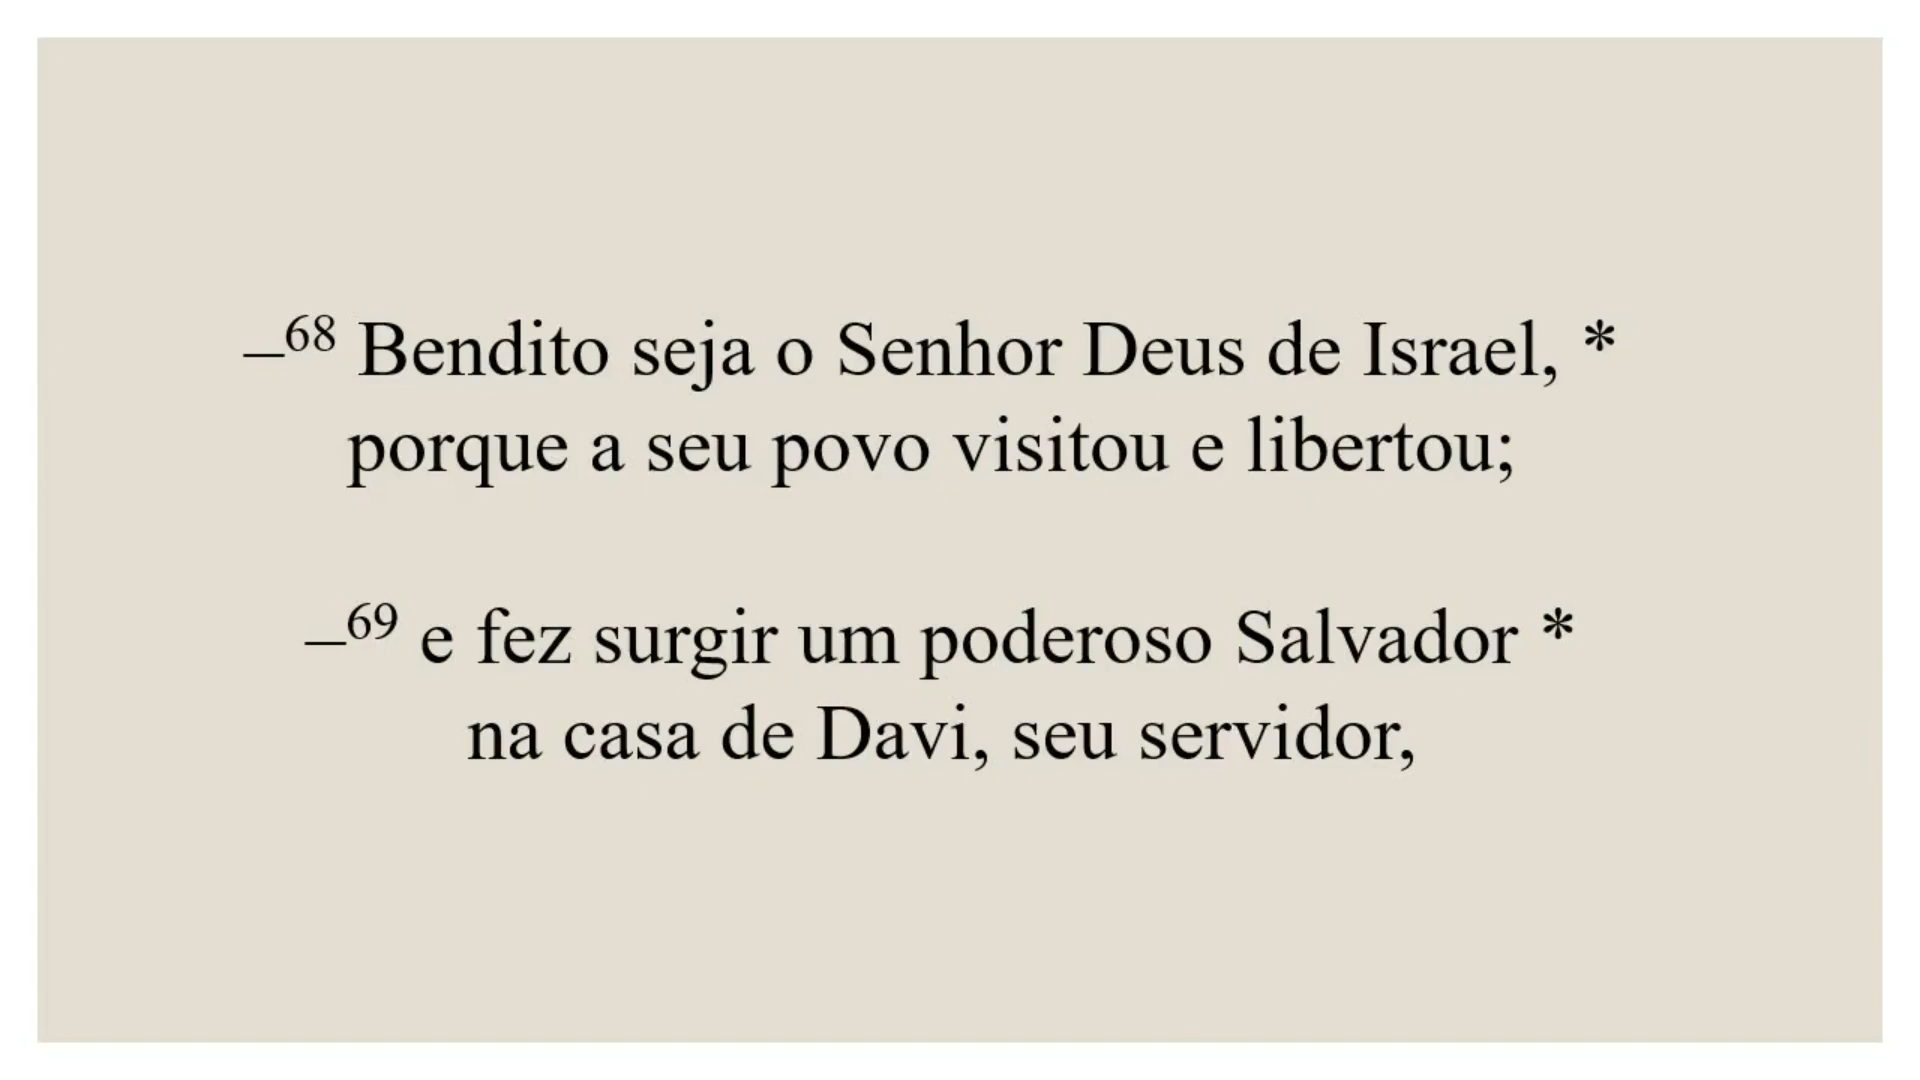 –⁶⁸ Bendito seja o Senhor Deus de Israel, *
porque a seu povo visitou e libertou;
–⁶⁹ e fez surgir um poderoso Salvador *
na casa de Davi, seu servidor,